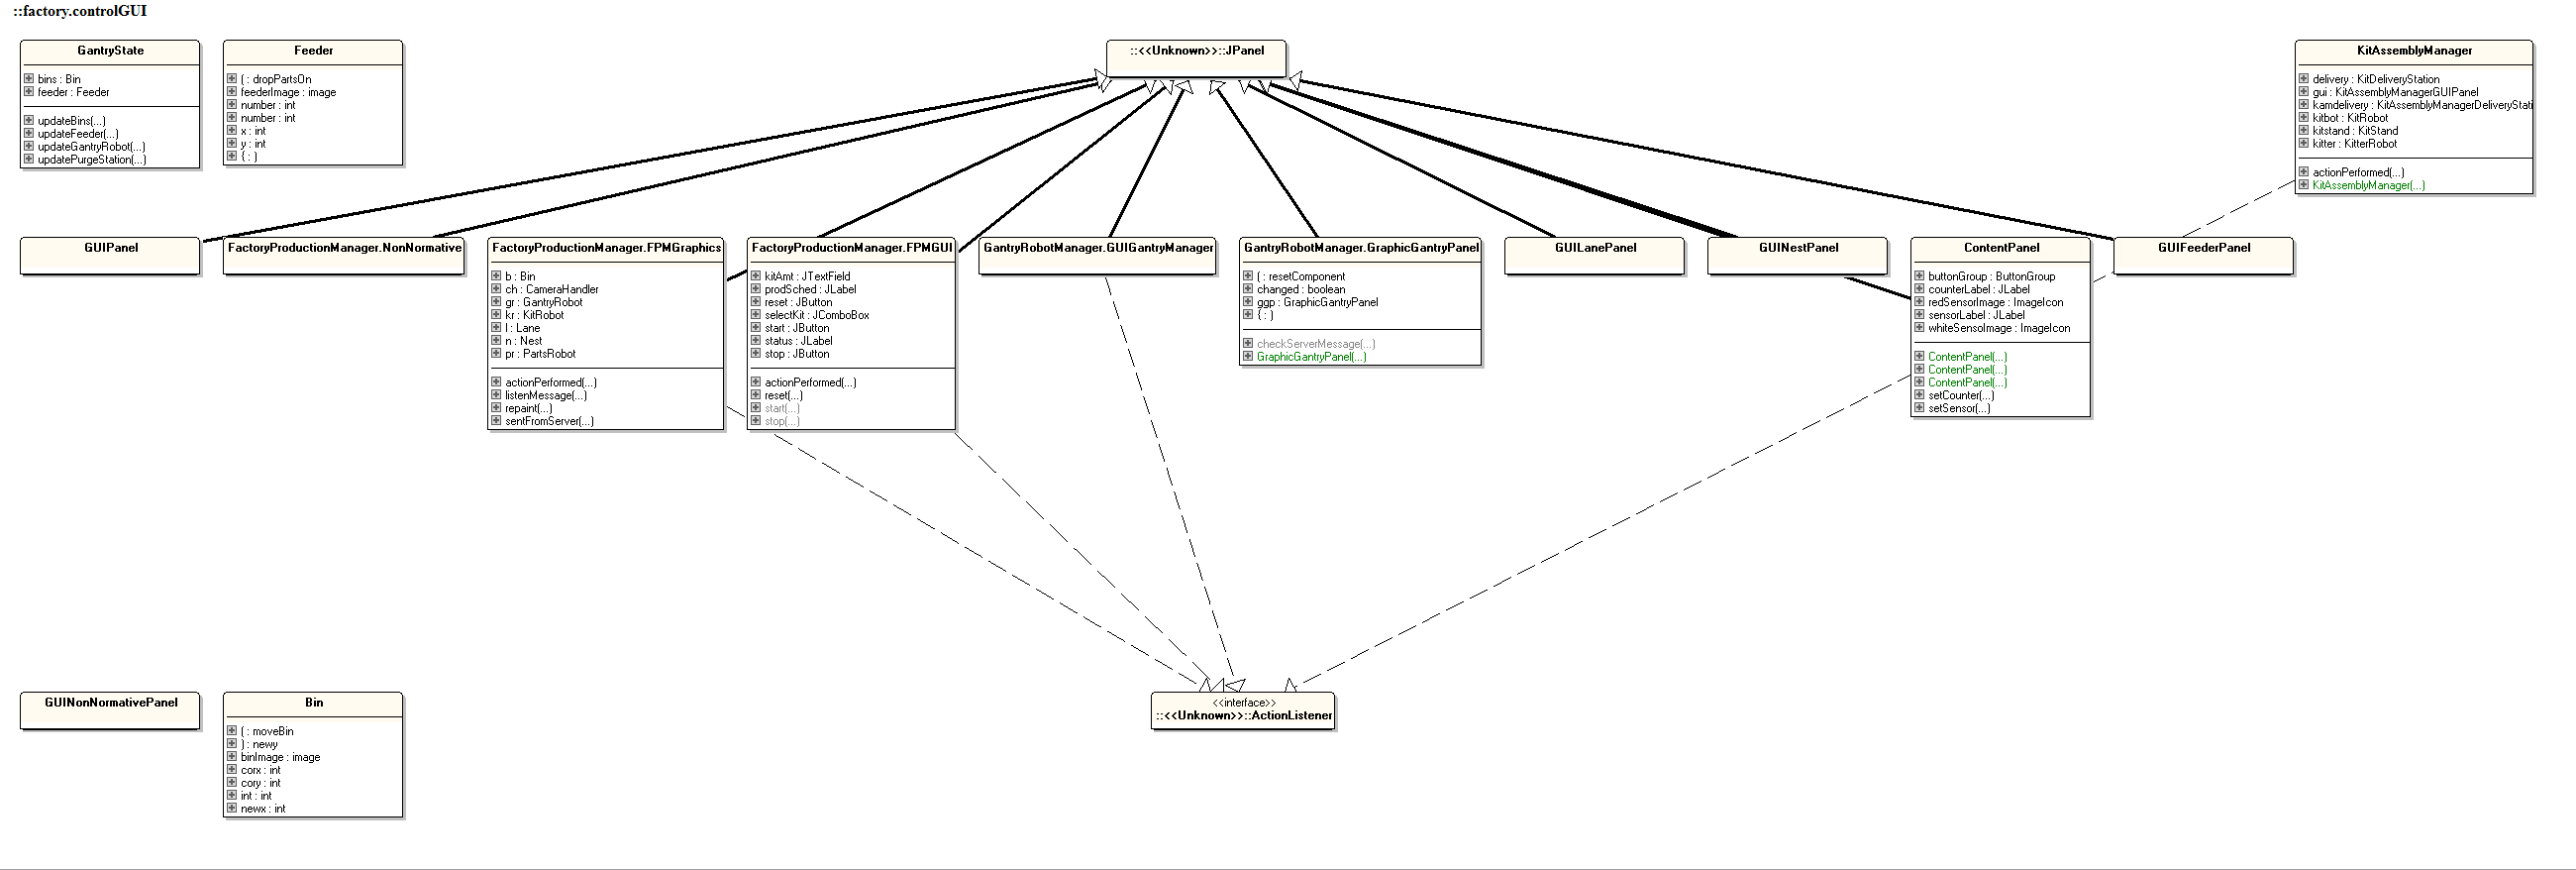 ::factory.controlGUI
GantryState
bins : Bin
feeder : Feeder
updateBins(...)
updateFeeder(...)
updateGantryRobot(...)
updatePurgeStation(...)
Feeder
( : dropPartsOn
feederImage : image
number : int
number : int
x : int
y : int
{ : }
::<<Unknown>>::JPanel
KitAssemblyManager
delivery : KitDeliveryStation
gui : KitAssemblyManagerGUIPanel
kamdelivery : KitAssemblyManagerDeliveryStati
kitbot : KitRobot
kitstand : KitStand
kitter : KitterRobot
actionPerformed(...)
KitAssemblyManager(...)
GUIPanel
FactoryProductionManager.NonNormative
FactoryProductionManager.FPMGraphics
b : Bin
ch : CameraHandler
gr : GantryRobot
kr : KitRobot
l : Lane
n : Nest
pr : PartsRobot
actionPerformed(...)
listenMessage(...)
repaint(...)
sentFromServer(...)
FactoryProductionManager.FPMGUI
kitAmt : JTextField
prodSched : JLabel
reset : JButton
selectKit : JComboBox
start : JButton
status : JLabel
stop : JButton
actionPerformed(...)
reset(...)
start(...)
stop(...)
GantryRobotManager.GUIGantryManager
GantryRobotManager.GraphicGantryPanel
( : resetComponent
changed : boolean
ggp : GraphicGantryPanel
{ : }
checkServerMessage(...)
GraphicGantryPanel(...)
GUILanePanel
GUINestPanel
ContentPanel
buttonGroup : ButtonGroup
counterLabel : JLabel
redSensorImage : ImageIcon
sensorLabel : JLabel
whiteSensoImage : ImageIcon
ContentPanel(...)
ContentPanel(...)
ContentPanel(...)
setCounter(...)
setSensor(...)
GUIFeederPanel
GUINonNormativePanel
Bin
( : moveBin
) : newy
binImage : image
corx : int
cory : int
int : int
newx : int
<<interface>>
::<<Unknown>>::ActionListener